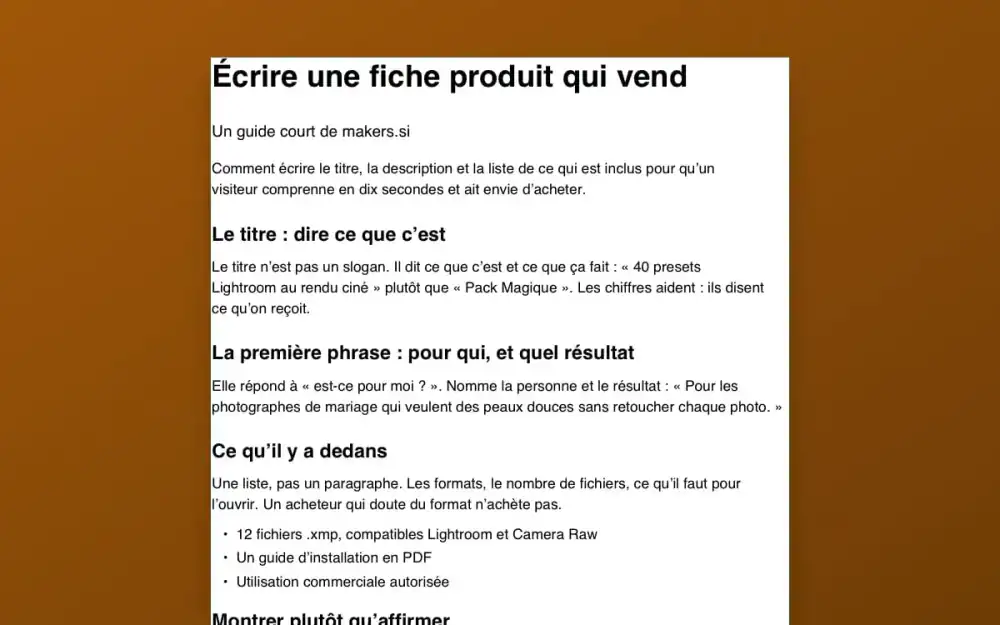 Écrire une fiche produit qui vend
Un guide court de makers.si
Comment écrire le titre, la description et la liste de ce qui est inclus pour qu’un
visiteur comprenne en dix secondes et ait envie d’acheter.
Le titre : dire ce que c’est
Le titre n’est pas un slogan. Il dit ce que c’est et ce que ça fait : « 40 presets
Lightroom au rendu ciné » plutôt que « Pack Magique ». Les chiffres aident : ils disent
ce qu’on reçoit.
La première phrase : pour qui, et quel résultat
Elle répond à « est-ce pour moi ? ». Nomme la personne et le résultat : « Pour les
photographes de mariage qui veulent des peaux douces sans retoucher chaque photo. »
Ce qu’il y a dedans
Une liste, pas un paragraphe. Les formats, le nombre de fichiers, ce qu’il faut pour
l’ouvrir. Un acheteur qui doute du format n’achète pas.
• 12 fichiers .xmp, compatibles Lightroom et Camera Raw
• Un guide d’installation en PDF
• Utilisation commerciale autorisée
Montrer plutôt qu’affirmer